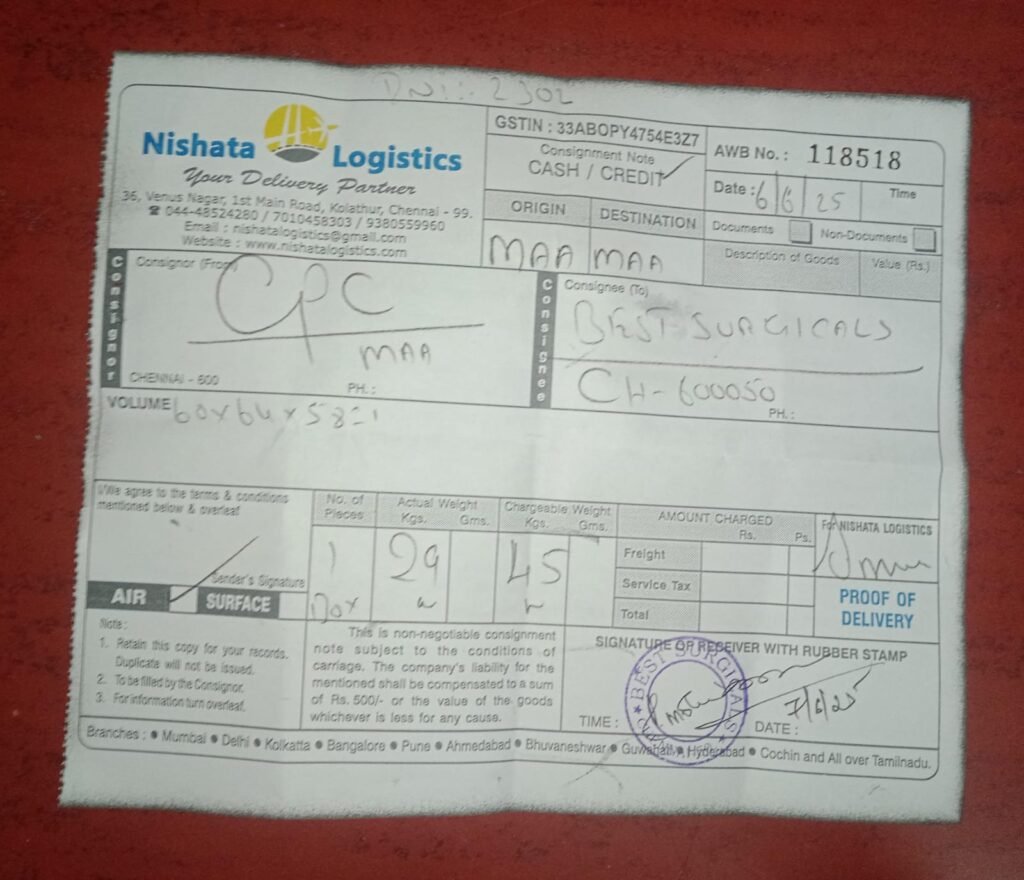 DN:: 2302
Nishata Logistics
Your Delivery Partner
36, Venus Nagar, 1st Main Road, Kolathur, Chennai - 99.
☎ 044-48524280 / 7010458303 / 9380559960
Email : nishatalogistics@gmail.com
Website : www.nishatalogistics.com
GSTIN : 33ABOPY4754E3Z7
Consignment Note
CASH / CREDIT
AWB No.: 118518
Date : 6/6/25
Time
ORIGIN DESTINATION
MAA MAA
Documents Non-Documents
Description of Goods Value (Rs.)
Consignor
Consignor (From)
CPC
MAA
CHENNAI - 600 PH. :
Consignee
Consignee (To)
BEST SURGICALS
CH-600050
PH. :
VOLUME 60x64x58=1
I/We agree to the terms & conditions
mentioned below & overleaf
Sender's Signature
AIR SURFACE
No. of Pieces
1
Box
Actual Weight
Kgs. Gms.
29
Chargeable Weight
Kgs. Gms.
45
AMOUNT CHARGED
Rs. Ps.
Freight
Service Tax
Total
For NISHATA LOGISTICS
PROOF OF
DELIVERY
Note :
1. Retain this copy for your records.
Duplicate will not be issued.
2. To be filled by the Consignor.
3. For information turn overleaf.
This is non-negotiable consignment
note subject to the conditions of
carriage. The company's liability for the
mentioned shall be compensated to a sum
of Rs. 500/- or the value of the goods
whichever is less for any cause.
SIGNATURE OF RECEIVER WITH RUBBER STAMP
BEST SURGICALS
TIME :
DATE : 7/6/25
Branches : • Mumbai • Delhi • Kolkatta • Bangalore • Pune • Ahmedabad • Bhuvaneshwar • Guwahati • Hyderabad • Cochin and All over Tamilnadu.